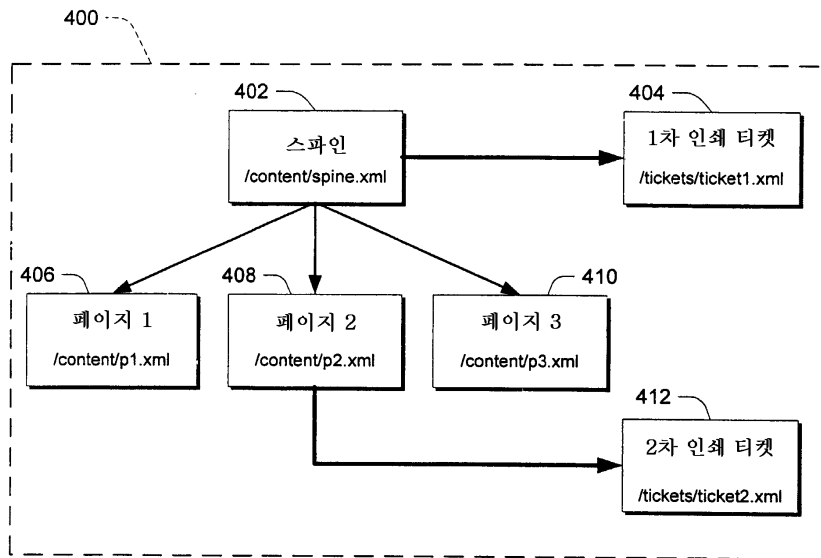 400
402
스파인
/content/spine.xml
404
1차 인쇄 티켓
/tickets/ticket1.xml
406
페이지 1
/content/p1.xml
408
페이지 2
/content/p2.xml
410
페이지 3
/content/p3.xml
412
2차 인쇄 티켓
/tickets/ticket2.xml